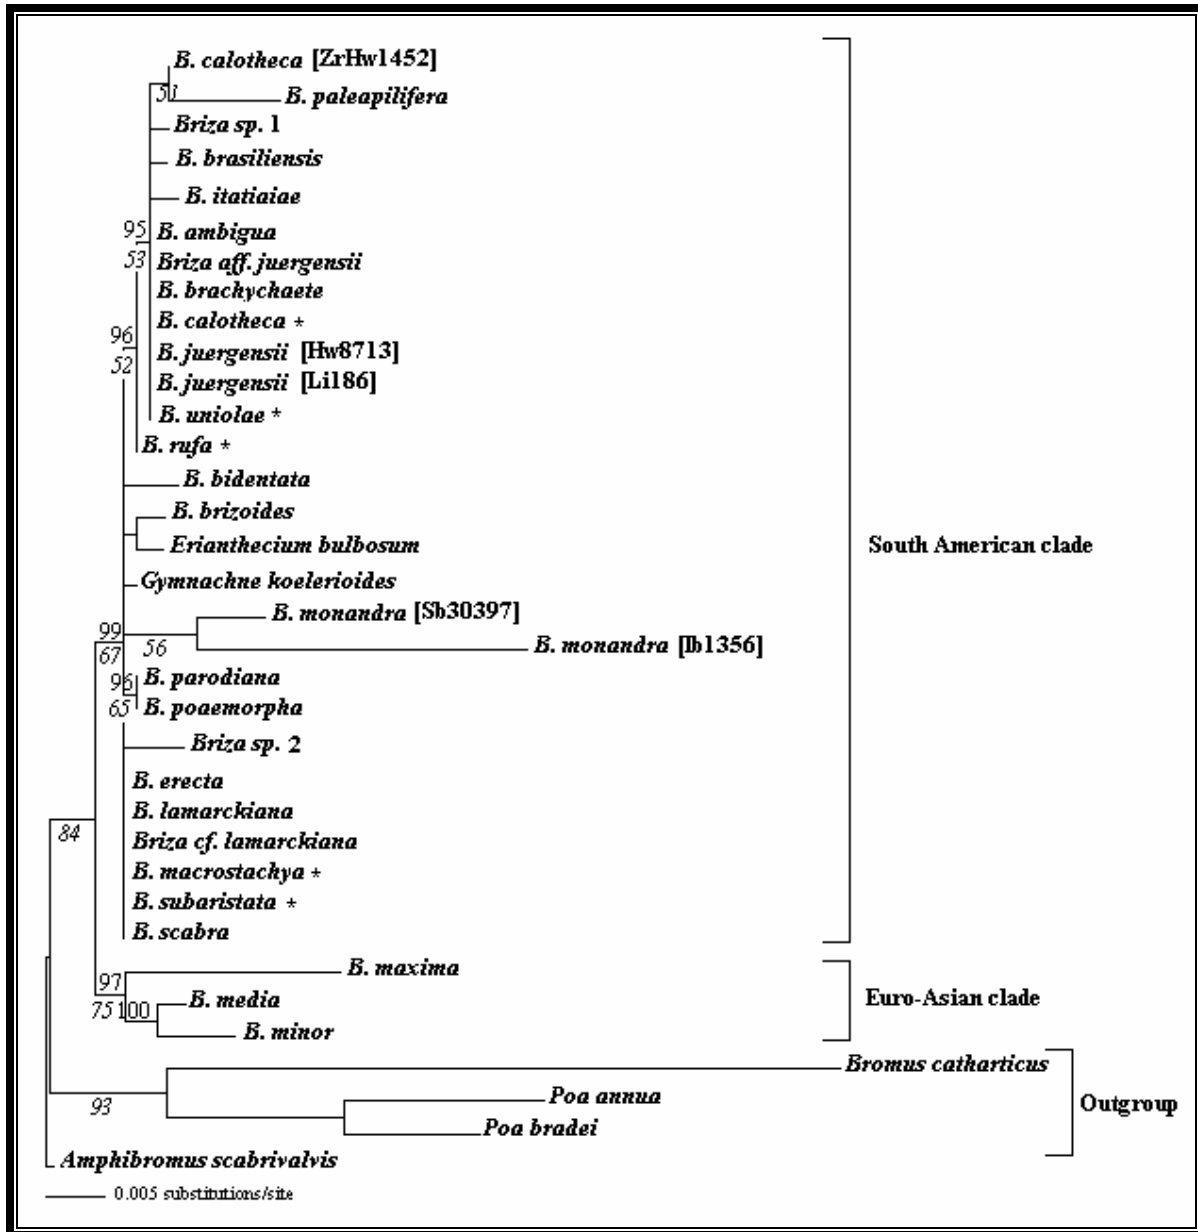 B. calotheca [ZrHw1452]
51
B. paleapilifera
Briza sp. 1
B. brasiliensis
B. itatiaiae
95
B. ambigua
53
Briza aff. juergensii
B. brachychaete
B. calotheca *
96
B. juergensii [Hw8713]
52
B. juergensii [Li186]
B. uniolae *
B. rufa *
B. bidentata
B. brizoides
Erianthecium bulbosum
South American clade
Gymnachne koelerioides
B. monandra [Sb30397]
99
67
56
B. monandra [Ib1356]
96
B. parodiana
65
B. poaemorpha
Briza sp. 2
B. erecta
B. lamarckiana
84
Briza cf. lamarckiana
B. macrostachya *
B. subaristata *
B. scabra
B. maxima
97
B. media
75
100
Euro-Asian clade
B. minor
Bromus catharticus
93
Poa annua
Outgroup
Poa bradei
Amphibromus scabrivalvis
0.005 substitutions/site